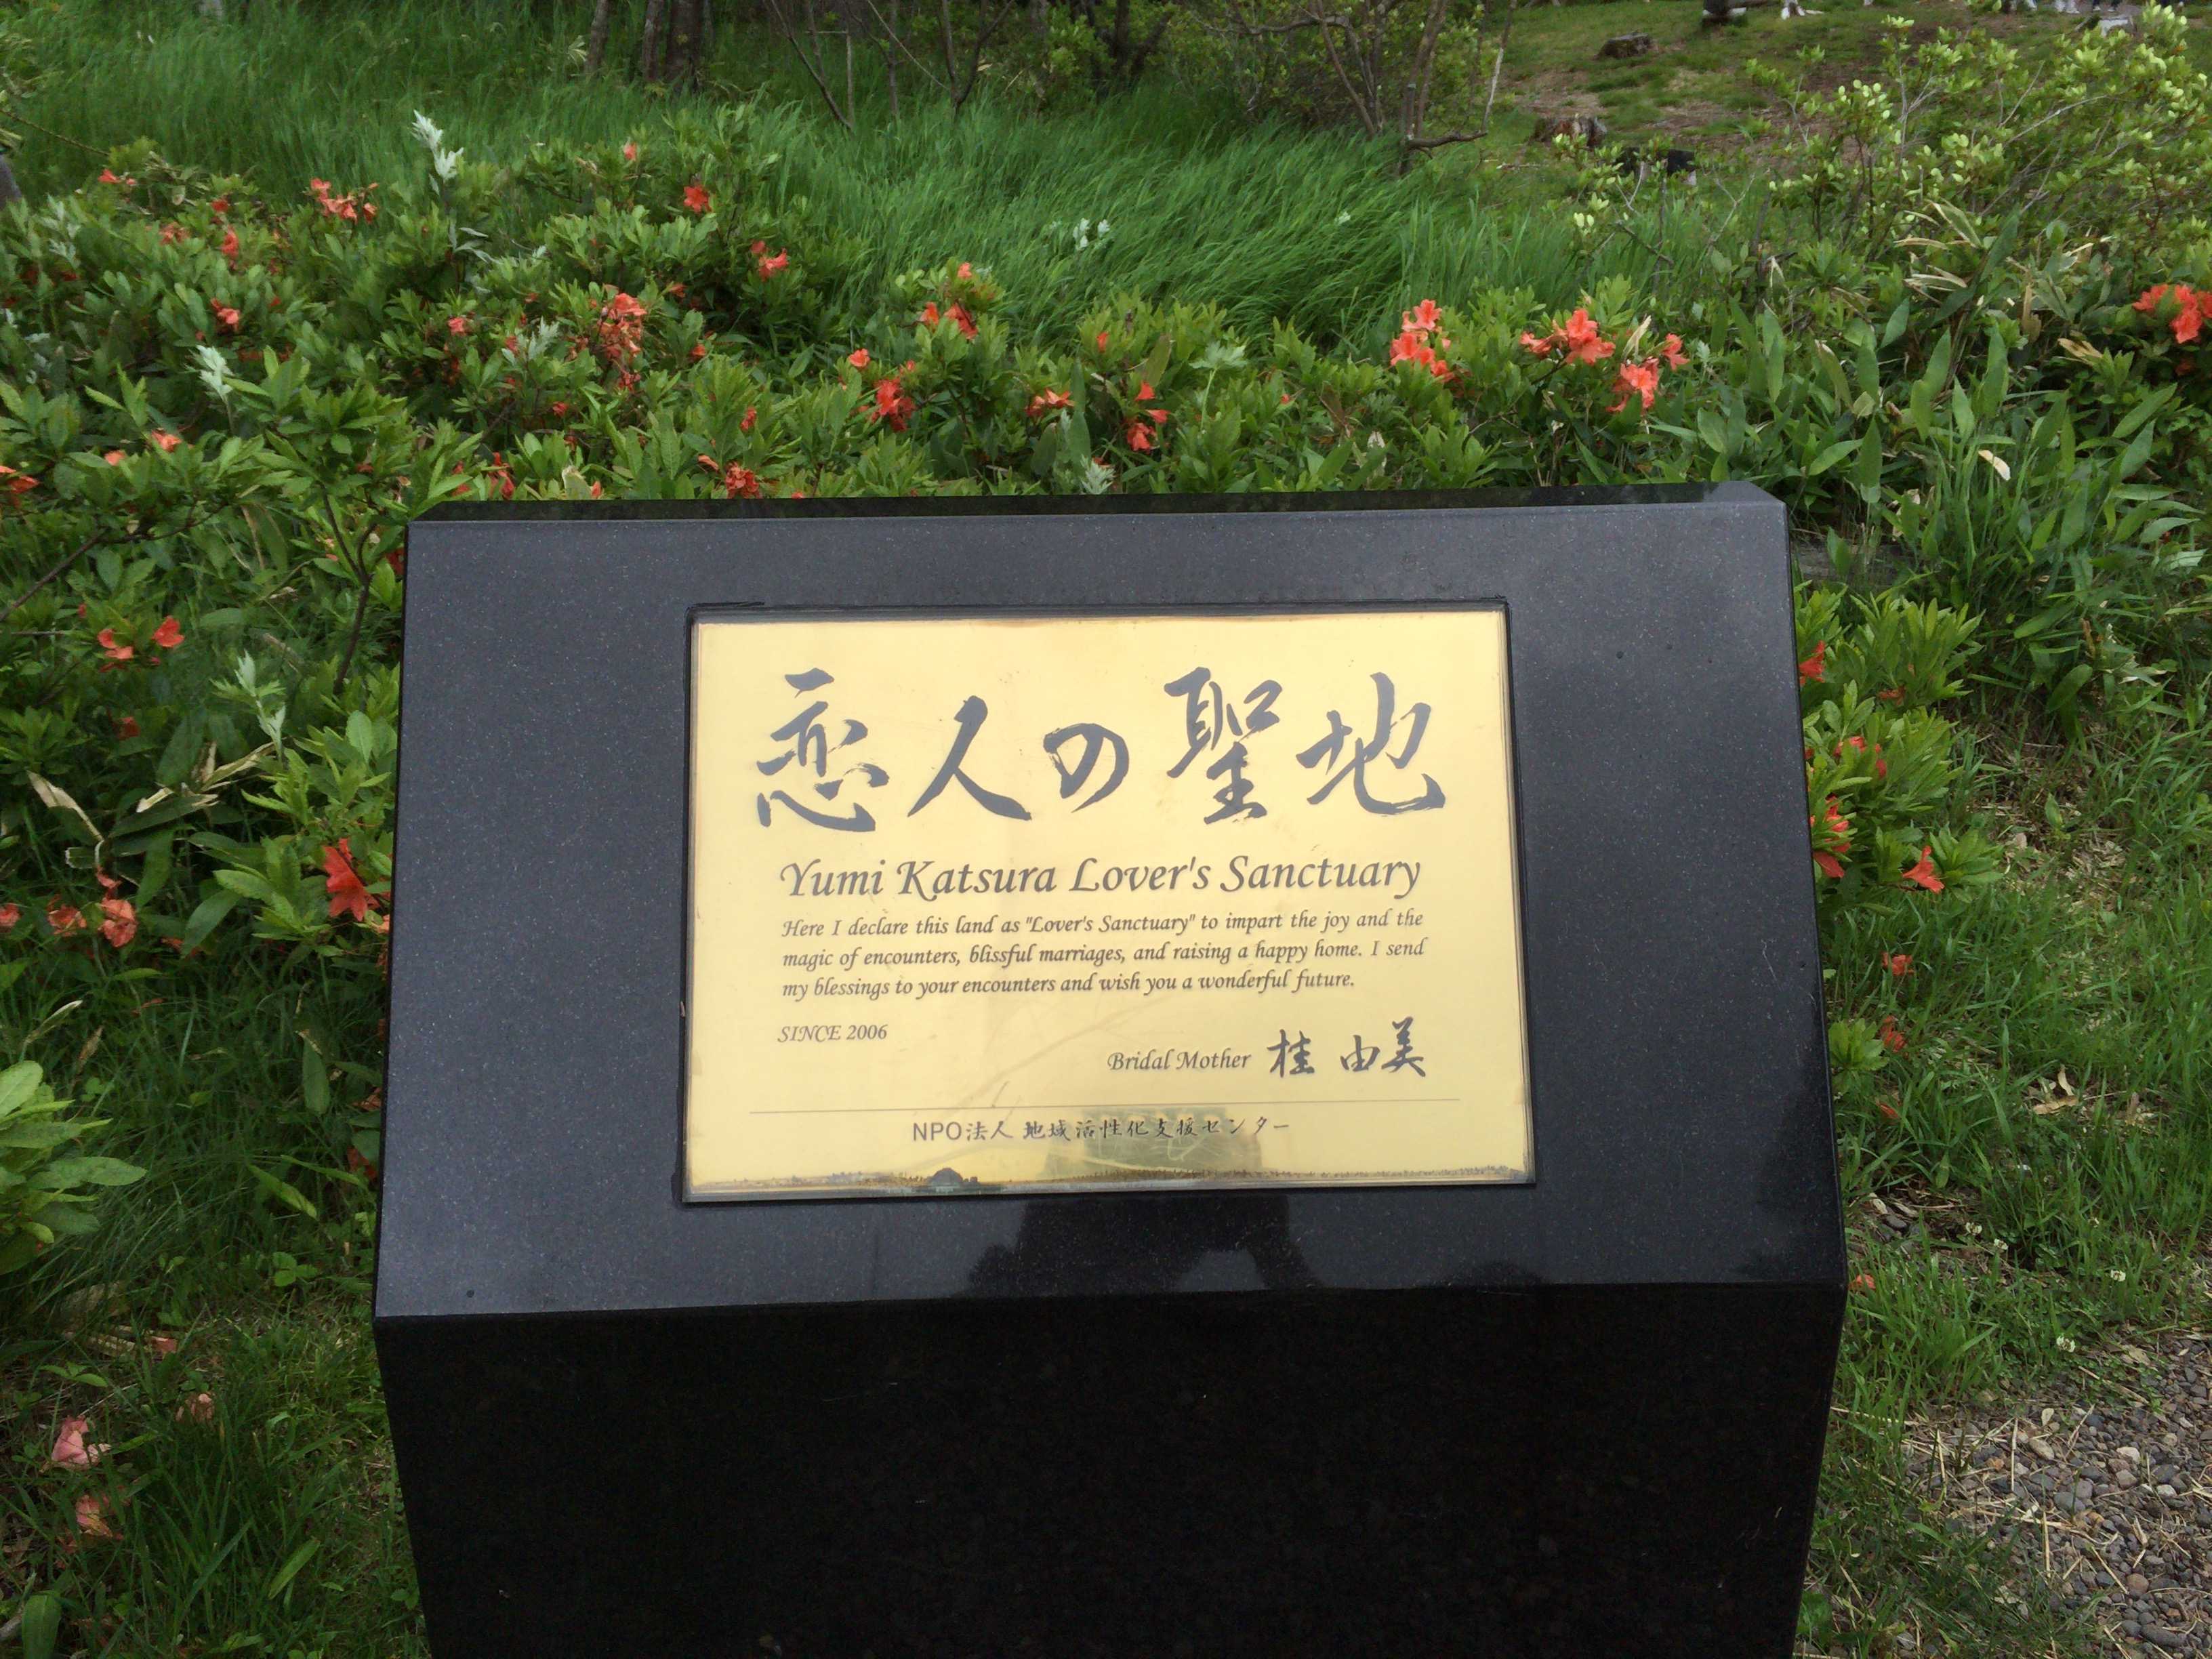 恋人の聖地
Yumi Katsura Lover's Sanctuary
Here I declare this land as "Lover's Sanctuary" to impart the joy and the
magic of encounters, blissful marriages, and raising a happy home. I send
my blessings to your encounters and wish you a wonderful future.
SINCE 2006
Bridal Mother 桂 由美
NPO法人 地域活性化支援センター